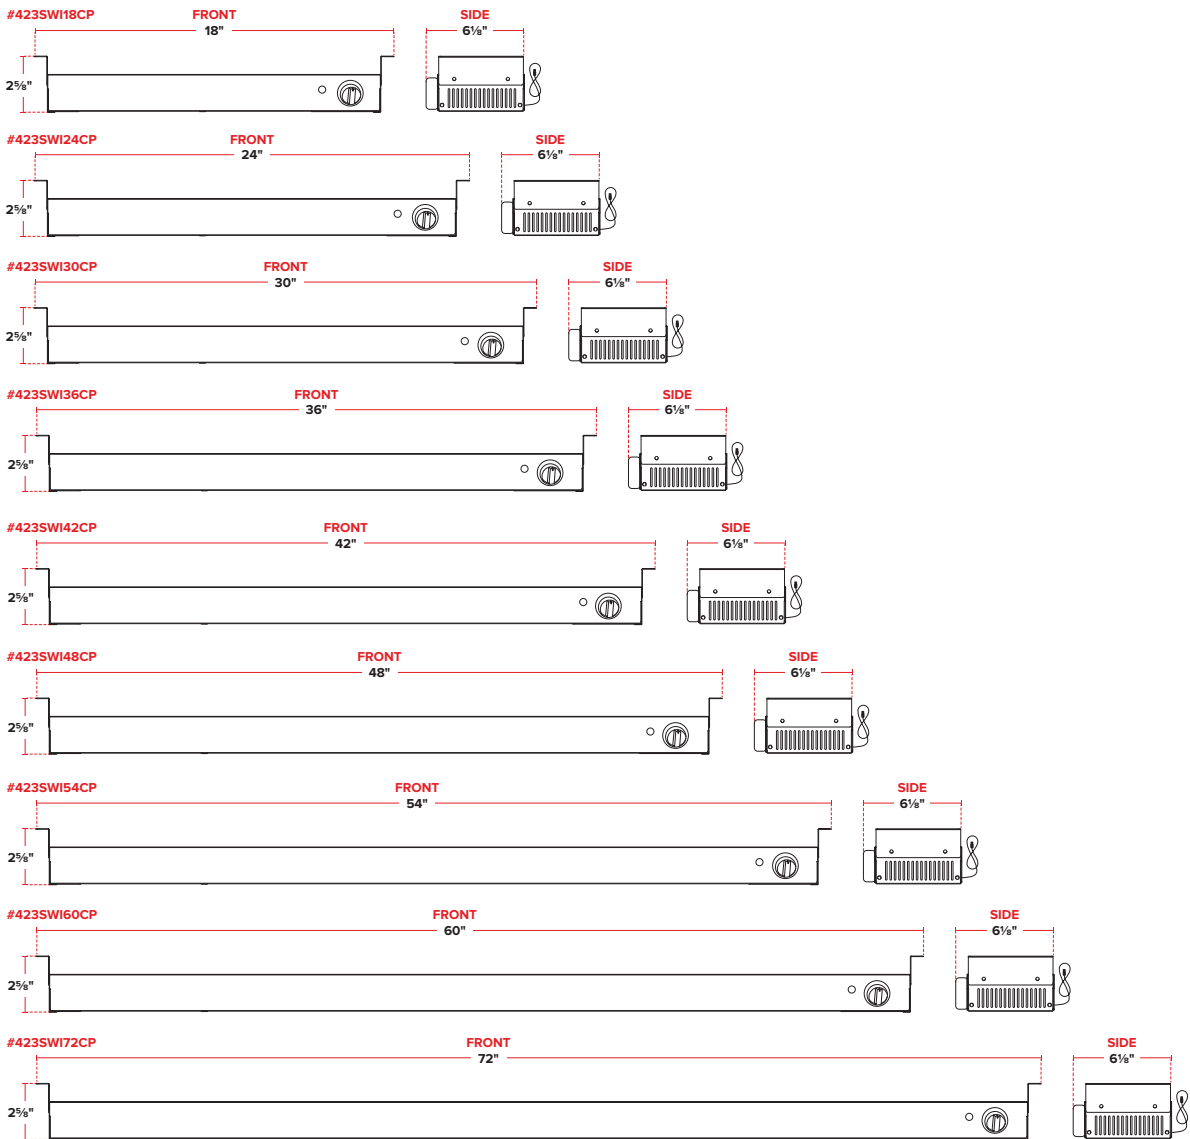 #423SWI18CP FRONT SIDE
18" 6⅛"
2⅝"
#423SWI24CP FRONT SIDE
24" 6⅛"
2⅝"
#423SWI30CP FRONT SIDE
30" 6⅛"
2⅝"
#423SWI36CP FRONT SIDE
36" 6⅛"
2⅝"
#423SWI42CP FRONT SIDE
42" 6⅛"
2⅝"
#423SWI48CP FRONT SIDE
48" 6⅛"
2⅝"
#423SWI54CP FRONT SIDE
54" 6⅛"
2⅝"
#423SWI60CP FRONT SIDE
60" 6⅛"
2⅝"
#423SWI72CP FRONT SIDE
72" 6⅛"
2⅝"